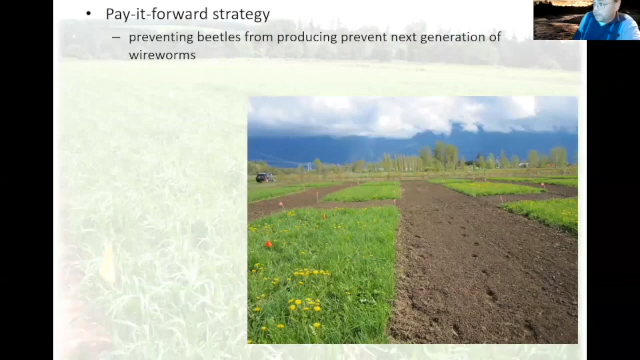 • Pay-it-forward strategy
– preventing beetles from producing prevent next generation of
wireworms